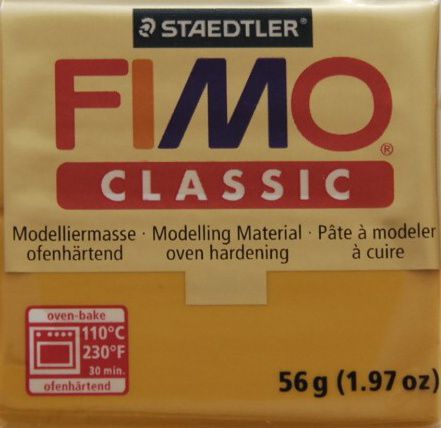 STAEDTLER®
FIMO®
CLASSIC
Modelliermasse · Modelling Material · Pâte à modeler
ofenhärtend oven hardening à cuire
oven-bake
110°C
230°F
30 min.
ofenhärtend
56 g (1.97 oz)